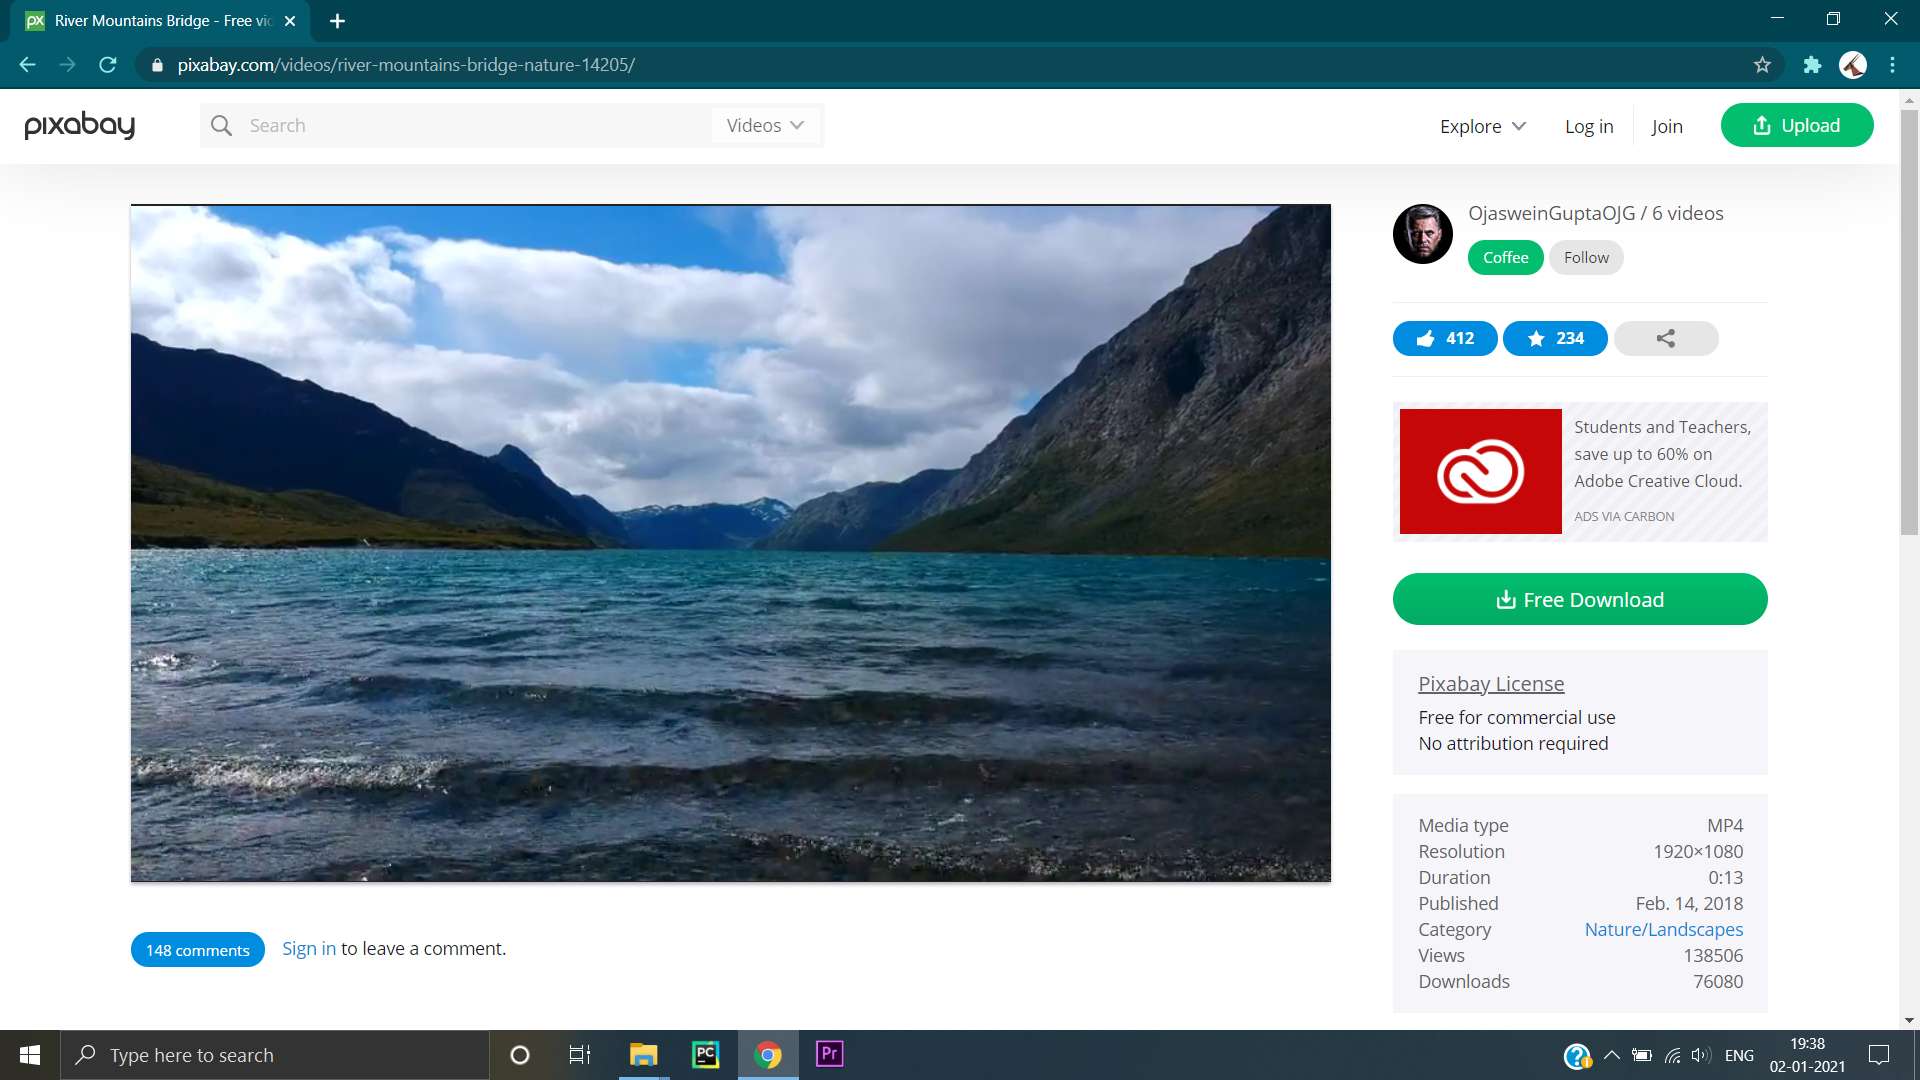 River Mountains Bridge - Free vid
pixabay.com/videos/river-mountains-bridge-nature-14205/
pixabay
Search
Videos
Explore
Log in
Join
Upload
OjasweinGuptaOJG / 6 videos
Coffee
Follow
412
234
Students and Teachers,
save up to 60% on
Adobe Creative Cloud.
ADS VIA CARBON
Free Download
Pixabay License
Free for commercial use
No attribution required
Media type MP4
Resolution 1920×1080
Duration 0:13
Published Feb. 14, 2018
Category Nature/Landscapes
Views 138506
Downloads 76080
148 comments
Sign in to leave a comment.
Type here to search
PC
Pr
ENG
19:38
02-01-2021